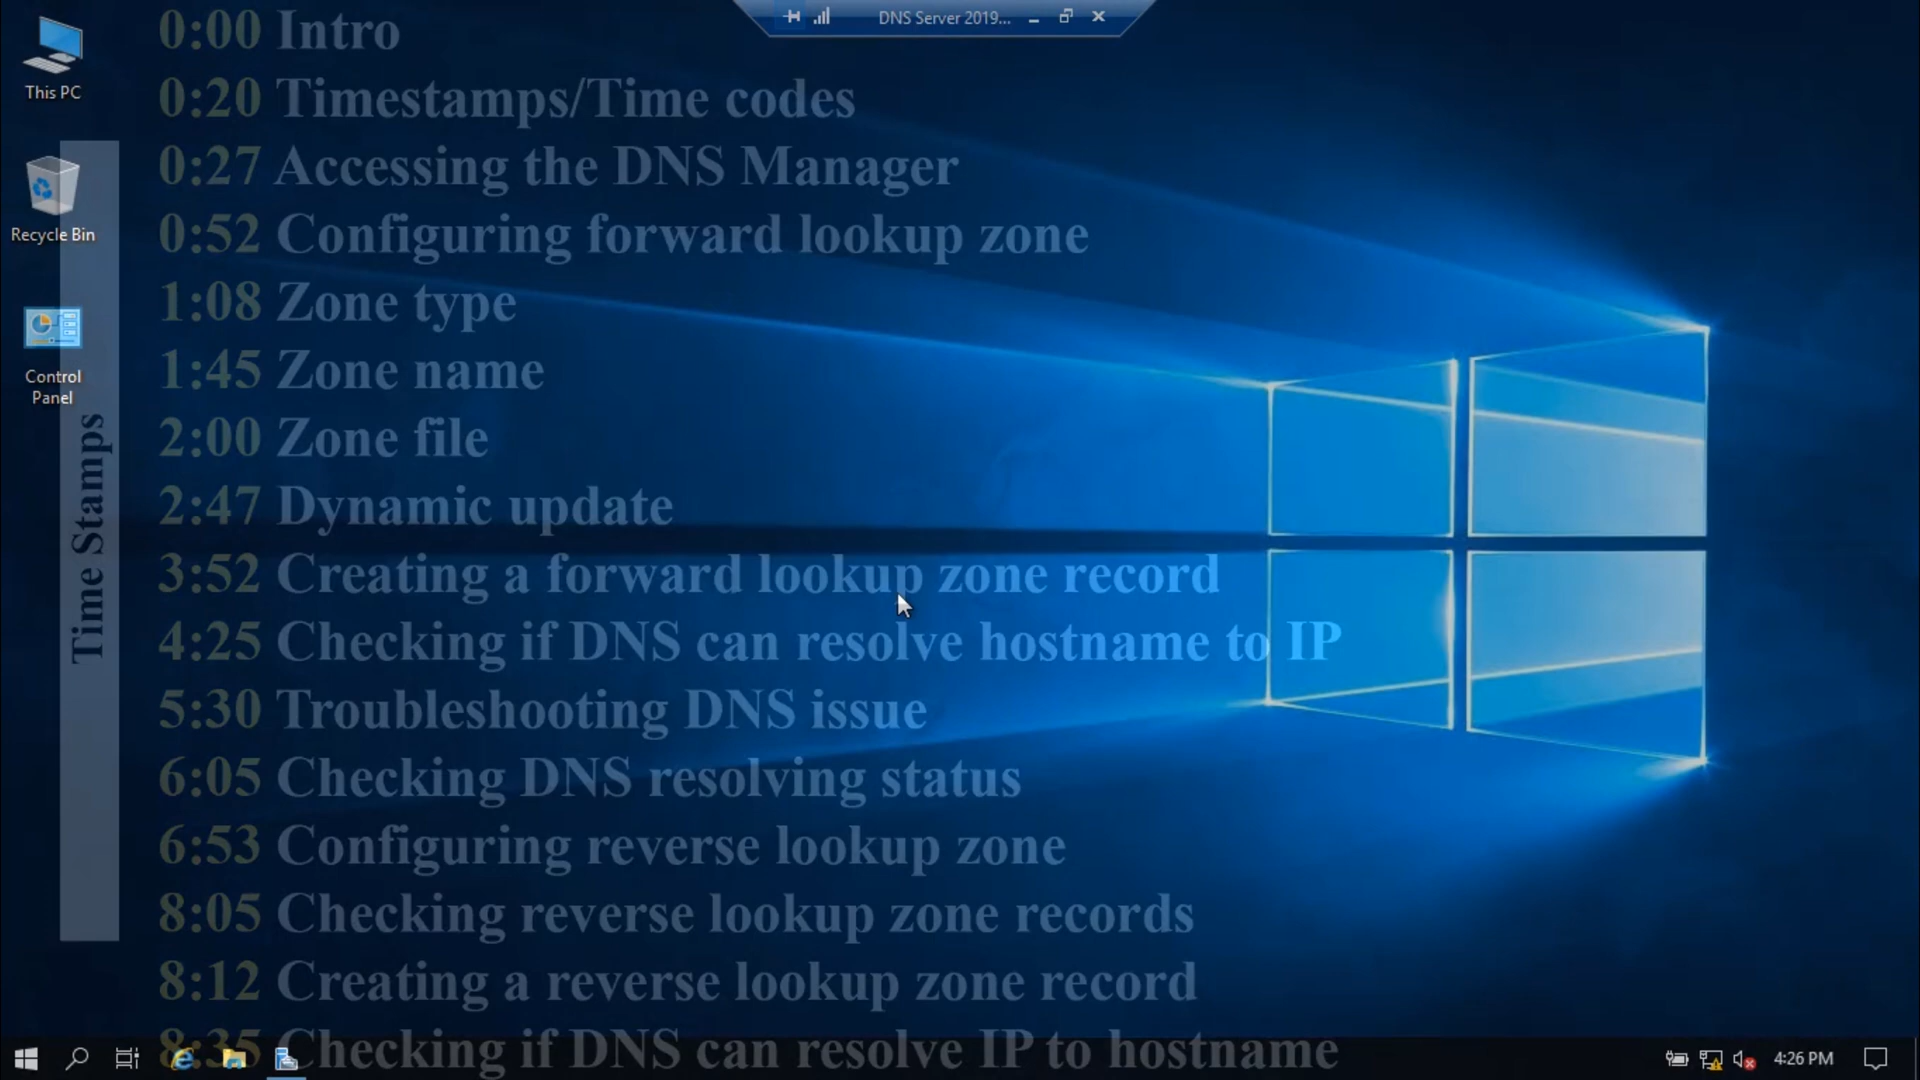 DNS Server 2019...
This PC
Recycle Bin
Control
Panel
Time Stamps
0:00 Intro
0:20 Timestamps/Time codes
0:27 Accessing the DNS Manager
0:52 Configuring forward lookup zone
1:08 Zone type
1:45 Zone name
2:00 Zone file
2:47 Dynamic update
3:52 Creating a forward lookup zone record
4:25 Checking if DNS can resolve hostname to IP
5:30 Troubleshooting DNS issue
6:05 Checking DNS resolving status
6:53 Configuring reverse lookup zone
8:05 Checking reverse lookup zone records
8:12 Creating a reverse lookup zone record
8:35 Checking if DNS can resolve IP to hostname
4:26 PM